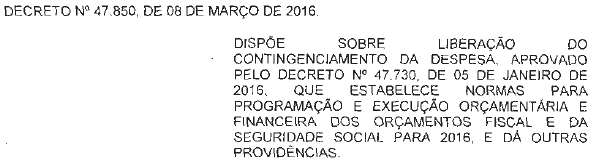 DECRETO Nº 47.850, DE 08 DE MARÇO DE 2016.
DISPÕE SOBRE LIBERAÇÃO DO
CONTINGENCIAMENTO DA DESPESA, APROVADO
PELO DECRETO Nº 47.730, DE 05 DE JANEIRO DE
2016, QUE ESTABELECE NORMAS PARA
PROGRAMAÇÃO E EXECUÇÃO ORÇAMENTÁRIA E
FINANCEIRA DOS ORÇAMENTOS FISCAL E DA
SEGURIDADE SOCIAL PARA 2016, E DÁ OUTRAS
PROVIDÊNCIAS.